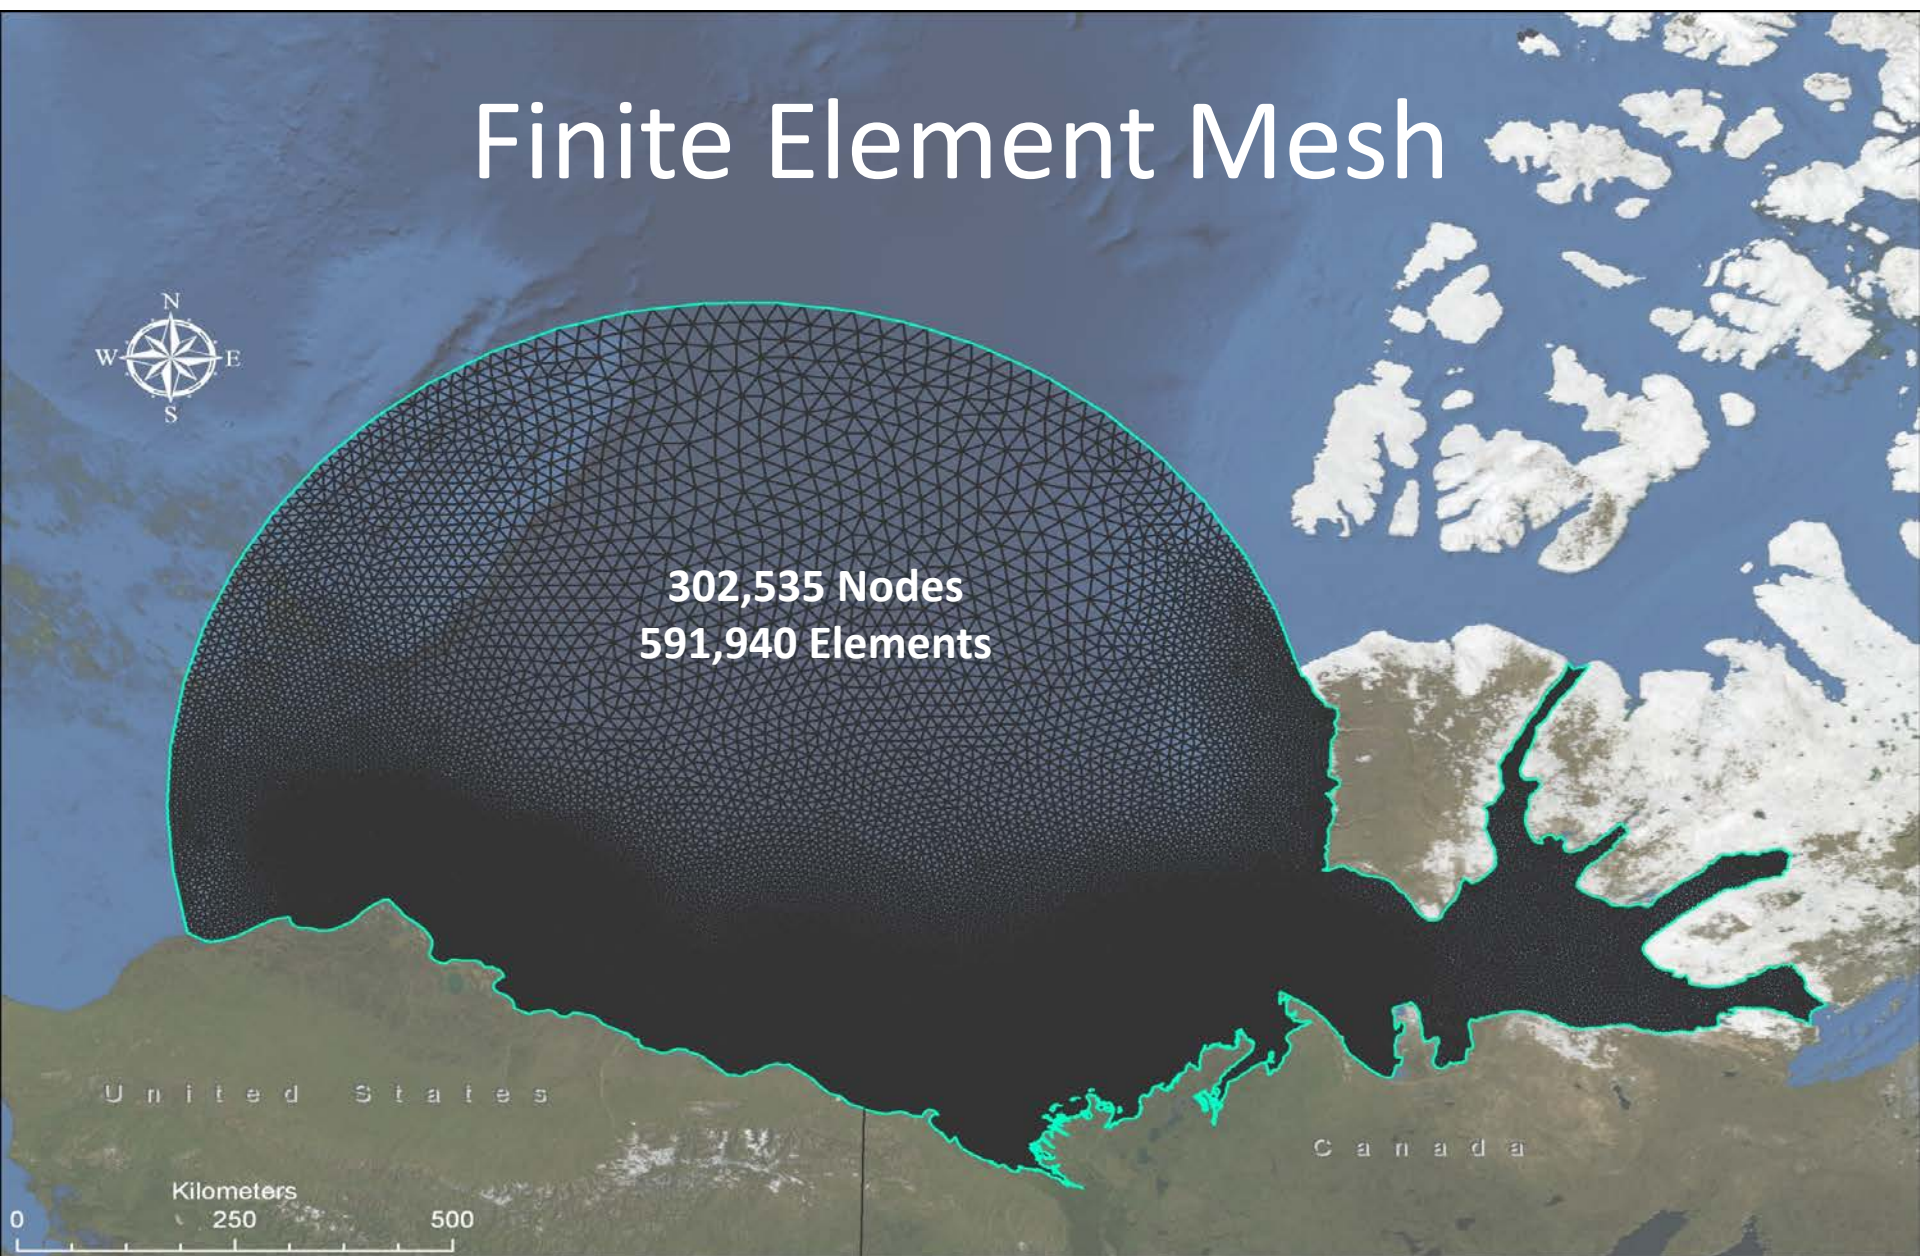 Finite Element Mesh
N
W E
S
302,535 Nodes
591,940 Elements
United States
Canada
Kilometers
0 250 500